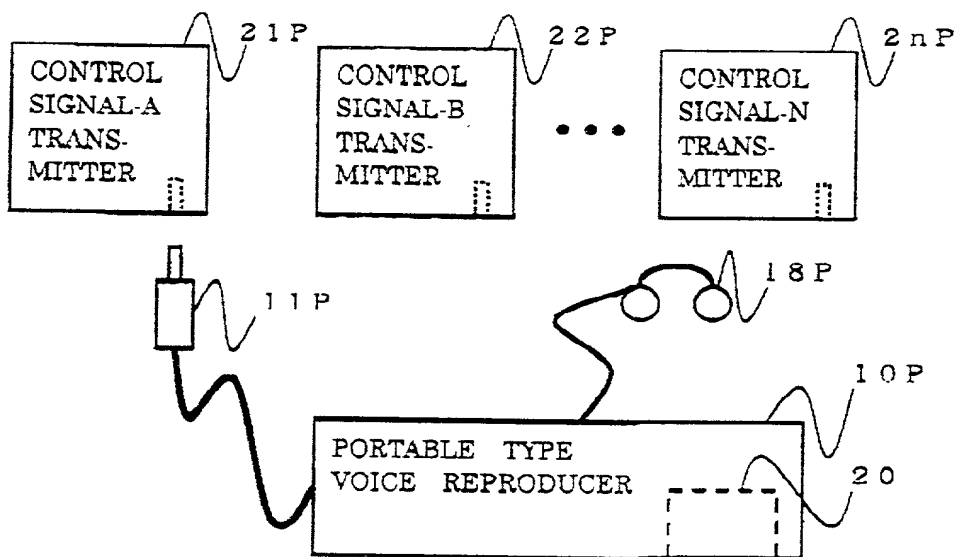 21P
22P
2nP
CONTROL
SIGNAL-A
TRANS-
MITTER
CONTROL
SIGNAL-B
TRANS-
MITTER
CONTROL
SIGNAL-N
TRANS-
MITTER
11P
18P
10P
PORTABLE TYPE
VOICE REPRODUCER
20